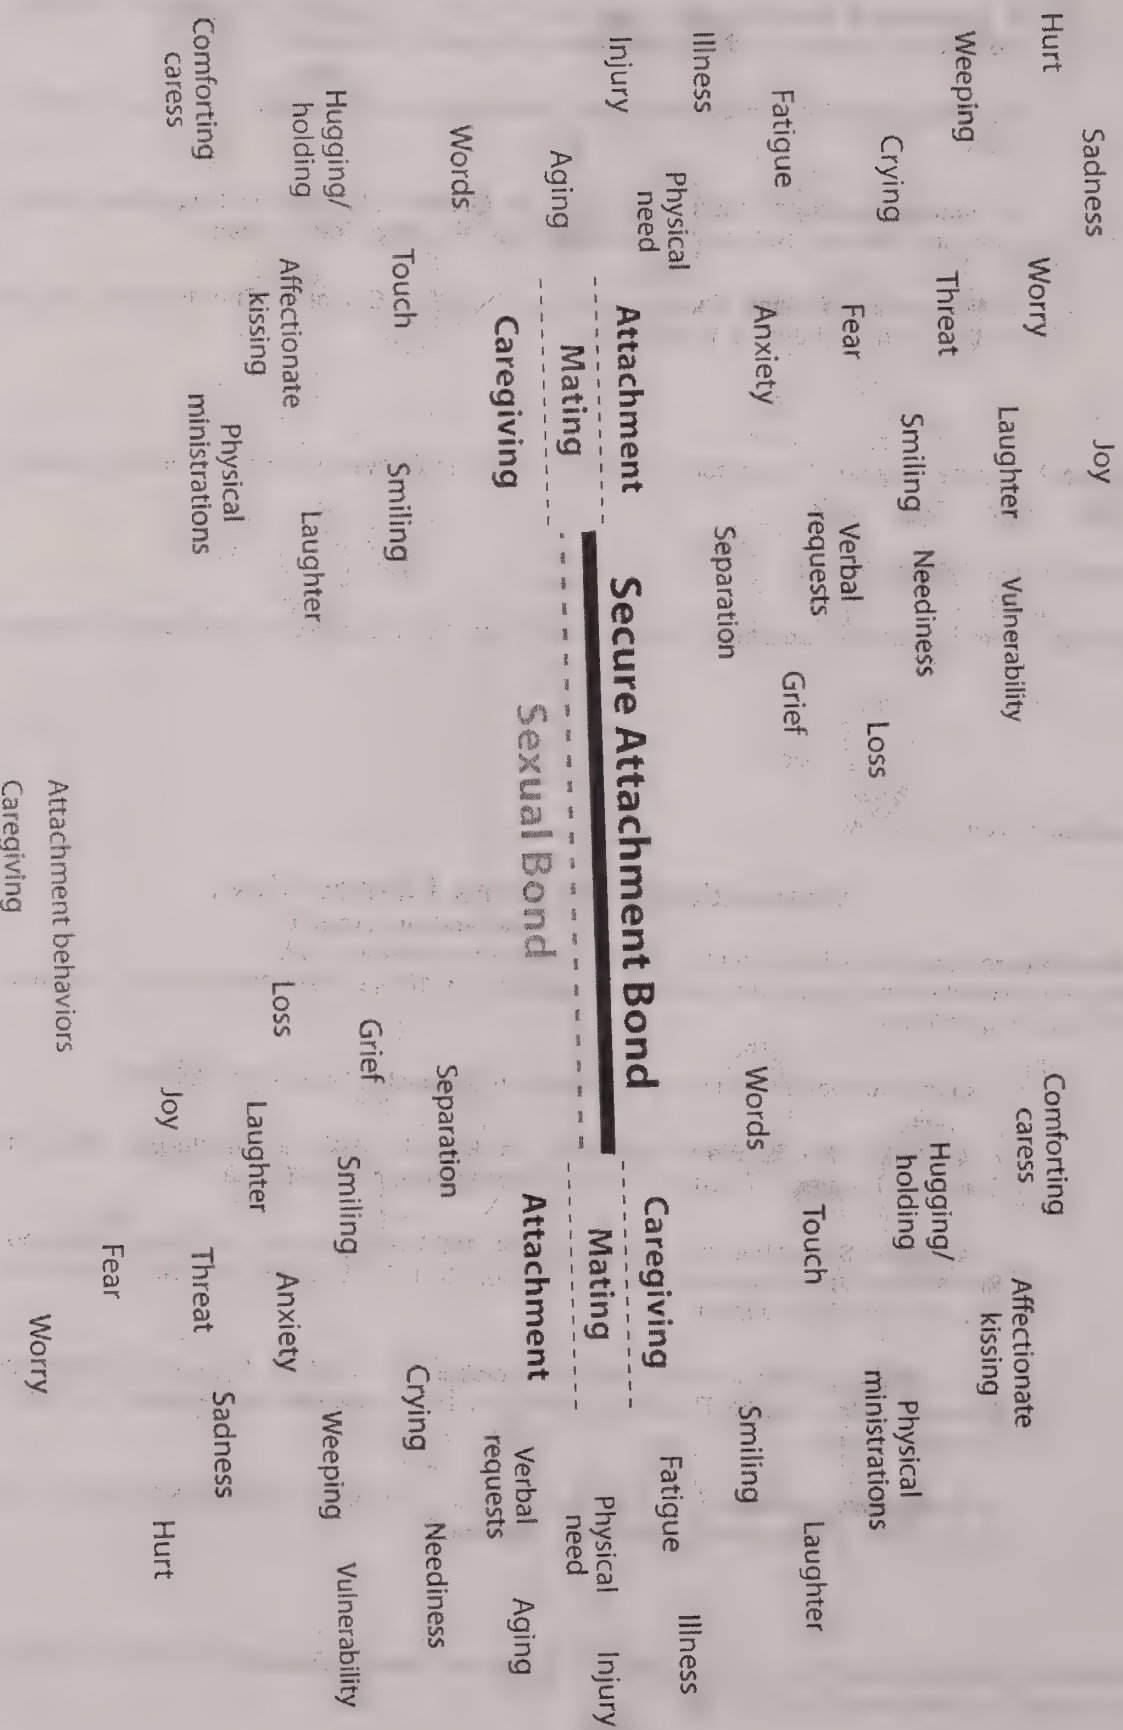 Sadness
Joy
Hurt
Worry
Comforting
caress
Laughter
Vulnerability
Affectionate
kissing
Weeping
Threat
Smiling
Neediness
Hugging/
holding
Crying
Fear
Verbal
requests
Loss
Physical
ministrations
Fatigue
Anxiety
Grief
Touch
Laughter
Illness
Separation
Words
Smiling
Physical
need
Injury
Fatigue
Illness
Attachment
Secure Attachment Bond
Caregiving
Aging
Mating
Mating
Physical
need
Injury
Caregiving
Sexual Bond
Attachment
Verbal
requests
Aging
Words
Separation
Crying
Neediness
Touch
Smiling
Grief
Smiling
Weeping
Vulnerability
Hugging/
holding
Laughter
Affectionate
kissing
Loss
Laughter
Anxiety
Comforting
caress
Physical
ministrations
Joy
Threat
Sadness
Hurt
Fear
Attachment behaviors
Worry
Caregiving